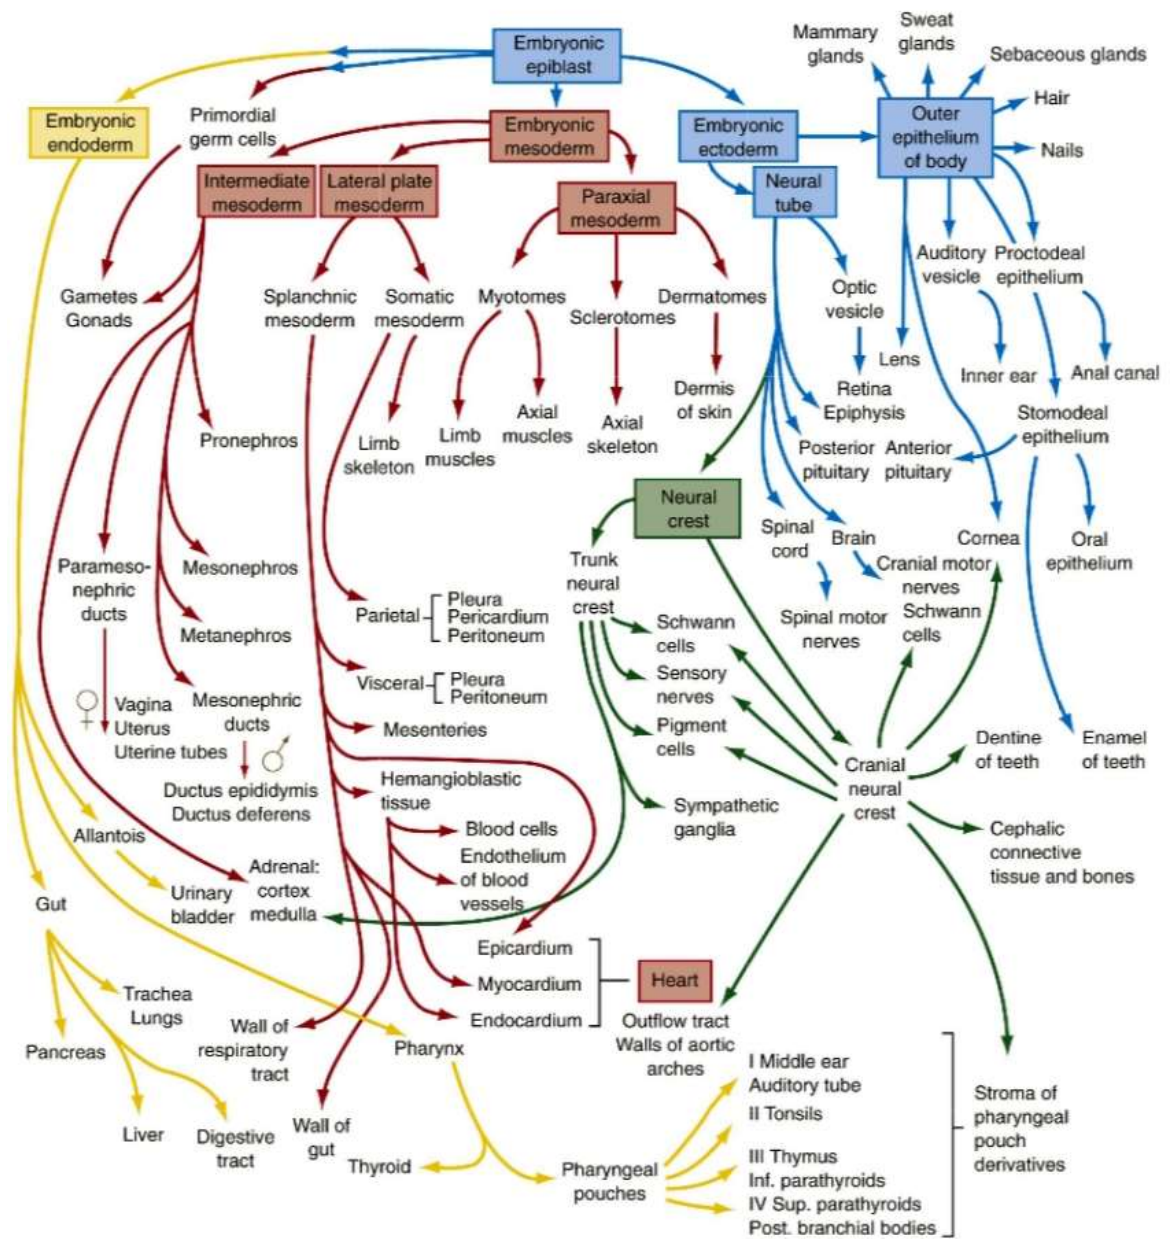 Embryonic
epiblast
Mammary
glands
Sweat
glands
Sebaceous glands
Hair
Nails
Outer
epithelium
of body
Embryonic
endoderm
Primordial
germ cells
Embryonic
mesoderm
Embryonic
ectoderm
Intermediate
mesoderm
Lateral plate
mesoderm
Paraxial
mesoderm
Neural
tube
Gametes
Gonads
Splanchnic
mesoderm
Somatic
mesoderm
Myotomes
Sclerotomes
Dermatomes
Optic
vesicle
Auditory
vesicle
Proctodeal
epithelium
Lens
Inner ear
Anal canal
Pronephros
Limb
skeleton
Limb
muscles
Axial
muscles
Axial
skeleton
Dermis
of skin
Retina
Epiphysis
Posterior
pituitary
Anterior
pituitary
Stomodeal
epithelium
Neural
crest
Spinal
cord
Brain
Cornea
Oral
epithelium
Cranial motor
nerves
Schwann
cells
Spinal motor
nerves
Trunk
neural
crest
Parameso-
nephric
ducts
Mesonephros
Metanephros
Parietal
Pleura
Pericardium
Peritoneum
Schwann
cells
Sensory
nerves
Pigment
cells
Visceral
Pleura
Peritoneum
♀
Vagina
Uterus
Uterine tubes
Mesonephric
ducts
♂
Ductus epididymis
Ductus deferens
Mesenteries
Hemangioblastic
tissue
Blood cells
Endothelium
of blood
vessels
Sympathetic
ganglia
Cranial
neural
crest
Dentine
of teeth
Enamel
of teeth
Cephalic
connective
tissue and bones
Allantois
Gut
Urinary
bladder
Adrenal:
cortex
medulla
Epicardium
Myocardium
Endocardium
Heart
Outflow tract
Walls of aortic
arches
Trachea
Lungs
Pancreas
Liver
Digestive
tract
Wall of
respiratory
tract
Wall of
gut
Pharynx
Thyroid
Pharyngeal
pouches
I Middle ear
Auditory tube
II Tonsils
III Thymus
Inf. parathyroids
IV Sup. parathyroids
Post. branchial bodies
Stroma of
pharyngeal
pouch
derivatives